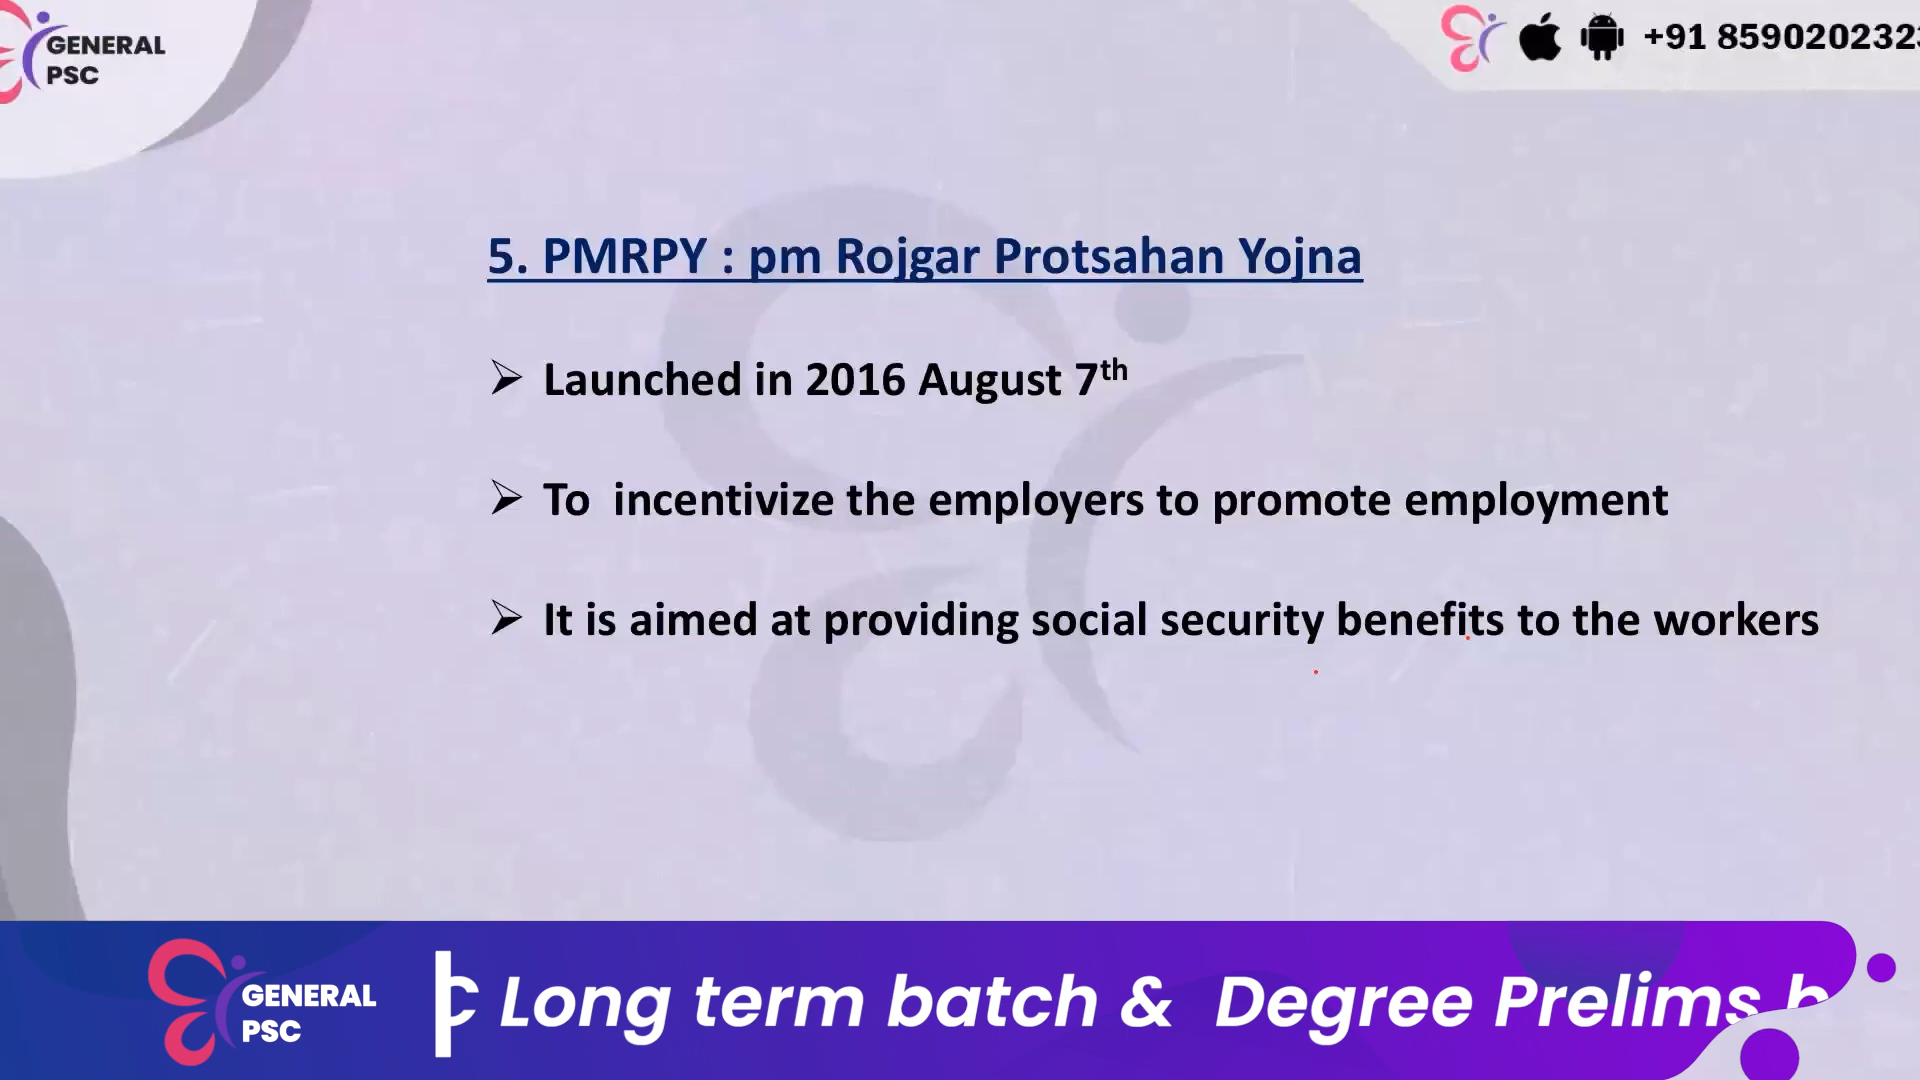 GENERAL
PSC
+91 859020232
5. PMRPY : pm Rojgar Protsahan Yojna
➢ Launched in 2016 August 7th
➢ To incentivize the employers to promote employment
➢ It is aimed at providing social security benefits to the workers
GENERAL
PSC
C Long term batch & Degree Prelims b